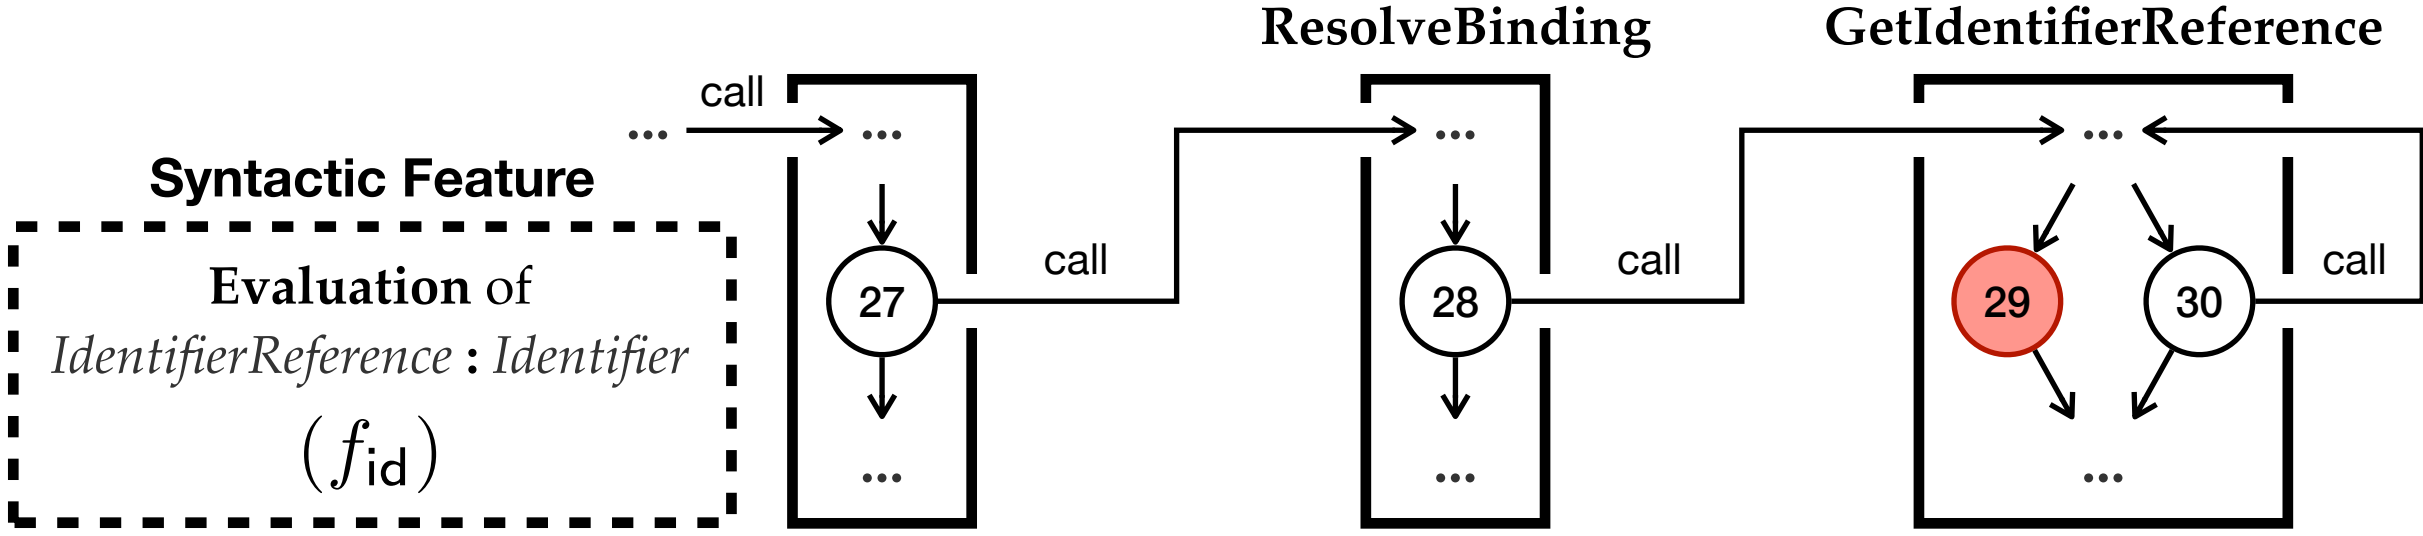 ResolveBinding
GetIdentifierReference
call
... ... ... ...
Syntactic Feature
Evaluation of
IdentifierReference : Identifier
(fid)
call
call
call
27
28
29
30
... ... ...